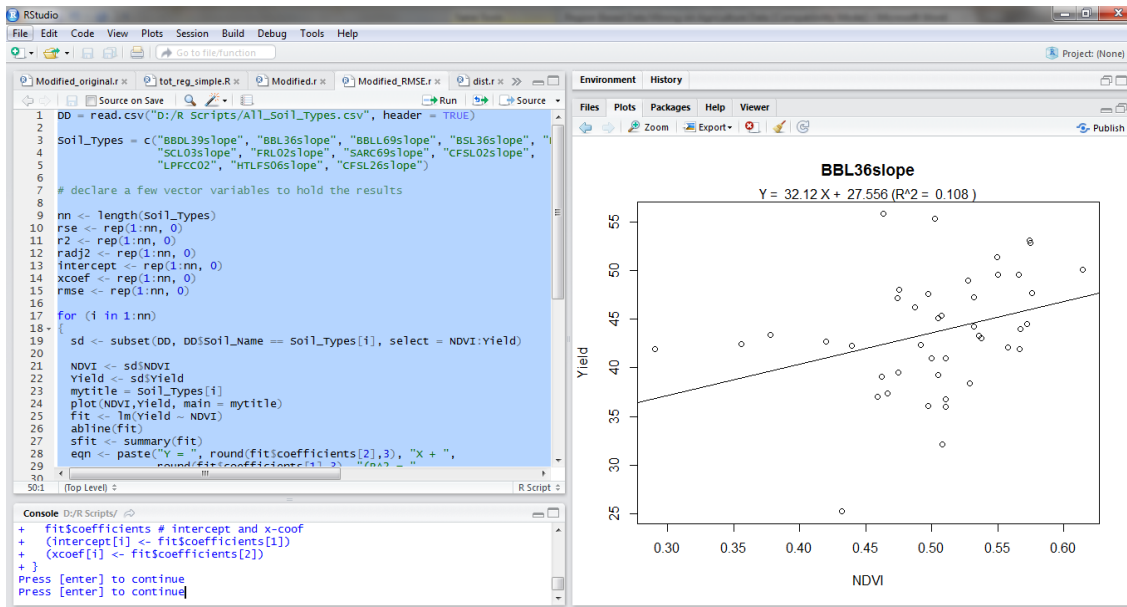 RStudio
File Edit Code View Plots Session Build Debug Tools Help
Go to file/function
Project: (None)
Modified_original.r × tot_reg_simple.R × Modified.r × Modified_RMSE.r × dist.r ×
Source on Save Run Source
1 DD = read.csv("D:/R Scripts/All_Soil_Types.csv", header = TRUE)
2
3 Soil_Types = c("BBDL39slope", "BBL36slope", "BBLL69slope", "BSL36slope",
4 "SCL03slope", "FRL02slope", "SARC69slope", "CFSL02slope",
5 "LPFCC02", "HTLFS06slope", "CFSL26slope")
6
7 # declare a few vector variables to hold the results
8
9 nn <- length(Soil_Types)
10 rse <- rep(1:nn, 0)
11 r2 <- rep(1:nn, 0)
12 radj2 <- rep(1:nn, 0)
13 intercept <- rep(1:nn, 0)
14 xcoef <- rep(1:nn, 0)
15 rmse <- rep(1:nn, 0)
16
17 for (i in 1:nn)
18 {
19 sd <- subset(DD, DD$Soil_Name == Soil_Types[i], select = NDVI:Yield)
20
21 NDVI <- sd$NDVI
22 Yield <- sd$Yield
23 mytitle = Soil_Types[i]
24 plot(NDVI,Yield, main = mytitle)
25 fit <- lm(Yield ~ NDVI)
26 abline(fit)
27 sfit <- summary(fit)
28 eqn <- paste("Y = ", round(fit$coefficients[2],3), "X + ",
29 round(fit$coefficients[1],3), "(R^2 = ",
30
50:1 (Top Level) R Script
Console D:/R Scripts/
+ fit$coefficients # intercept and x-coof
+ (intercept[i] <- fit$coefficients[1])
+ (xcoef[i] <- fit$coefficients[2])
+ }
Press [enter] to continue
Press [enter] to continue
Environment History
Files Plots Packages Help Viewer
Zoom Export Publish
BBL36slope
Y = 32.12 X + 27.556 (R^2 = 0.108 )
55
50
45
40
35
30
25
Yield
0.30 0.35 0.40 0.45 0.50 0.55 0.60
NDVI